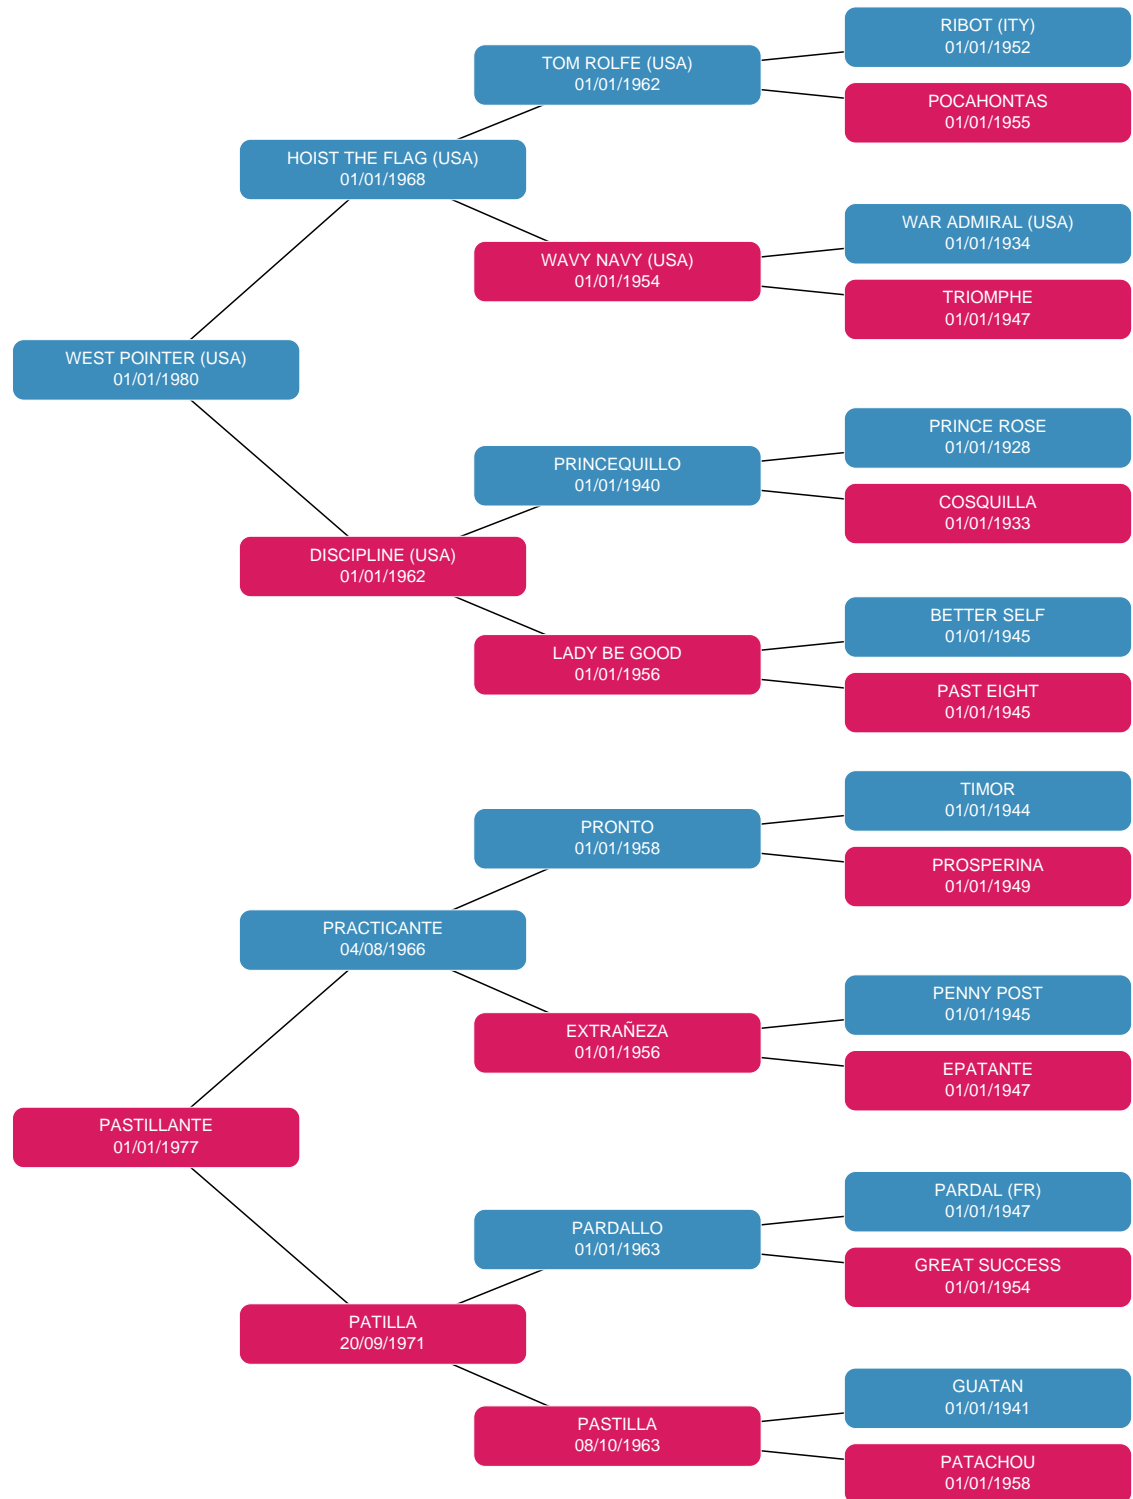 RIBOT (ITY)
01/01/1952
TOM ROLFE (USA)
01/01/1962
POCAHONTAS
01/01/1955
HOIST THE FLAG (USA)
01/01/1968
WAR ADMIRAL (USA)
01/01/1934
WAVY NAVY (USA)
01/01/1954
TRIOMPHE
01/01/1947
WEST POINTER (USA)
01/01/1980
PRINCE ROSE
01/01/1928
PRINCEQUILLO
01/01/1940
COSQUILLA
01/01/1933
DISCIPLINE (USA)
01/01/1962
BETTER SELF
01/01/1945
LADY BE GOOD
01/01/1956
PAST EIGHT
01/01/1945
TIMOR
01/01/1944
PRONTO
01/01/1958
PROSPERINA
01/01/1949
PRACTICANTE
04/08/1966
PENNY POST
01/01/1945
EXTRAÑEZA
01/01/1956
EPATANTE
01/01/1947
PASTILLANTE
01/01/1977
PARDAL (FR)
01/01/1947
PARDALLO
01/01/1963
GREAT SUCCESS
01/01/1954
PATILLA
20/09/1971
GUATAN
01/01/1941
PASTILLA
08/10/1963
PATACHOU
01/01/1958